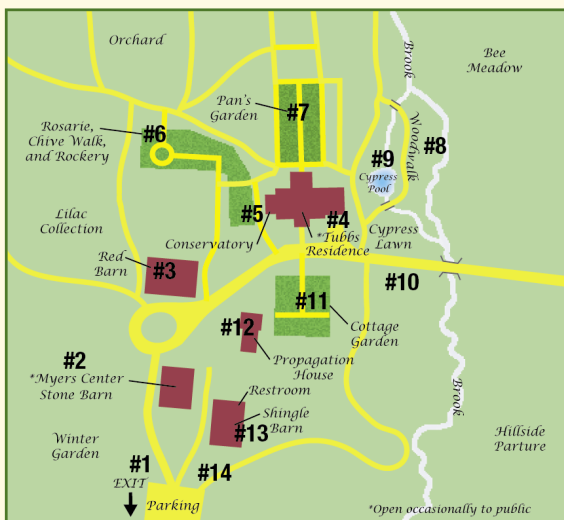 Orchard
Brook
Bee
Meadow
Pan's
Garden
#7
Rosarie,
Chive Walk,
and Rockery
#6
Woodwalk
#8
#9
Cypress
Pool
Lilac
Collection
#5
Conservatory
#4
*Tubbs
Residence
Cypress
Lawn
Red
Barn
#3
#10
#11
Cottage
Garden
#12
Propagation
House
#2
*Myers Center
Stone Barn
Restroom
Shingle
Barn
#13
Brook
Winter
Garden
Hillside
Parture
#1
EXIT
#14
Parking
*Open occasionally to public